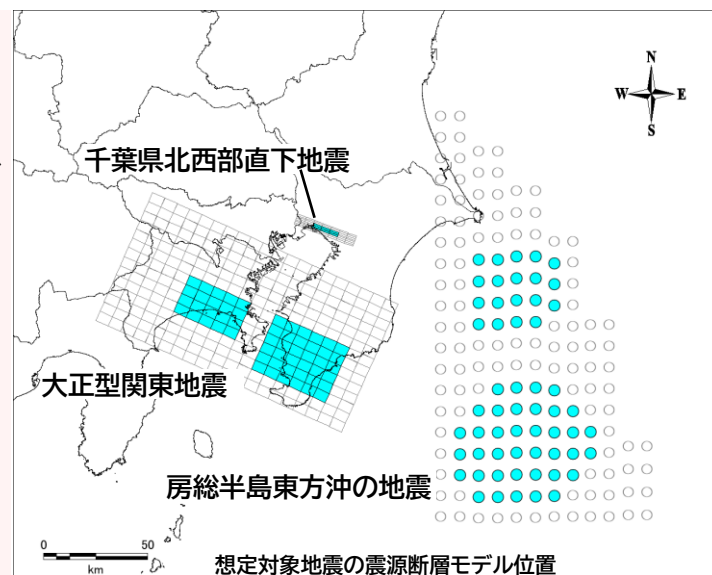 N
W E
S
千葉県北西部直下地震
大正型関東地震
房総半島東方沖の地震
0 50
km
想定対象地震の震源断層モデル位置